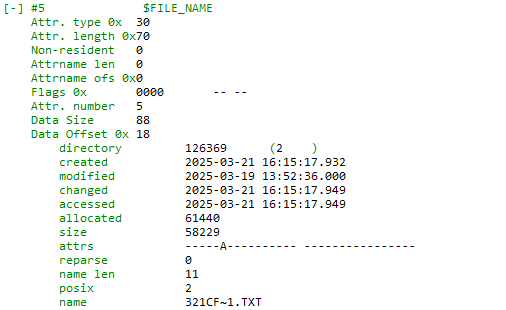 [-] #5 $FILE_NAME
Attr. type 0x 30
Attr. length 0x70
Non-resident 0
Attrname len 0
Attrname ofs 0x0
Flags 0x 0000 -- --
Attr. number 5
Data Size 88
Data Offset 0x 18
directory 126369 (2 )
created 2025-03-21 16:15:17.932
modified 2025-03-19 13:52:36.000
changed 2025-03-21 16:15:17.949
accessed 2025-03-21 16:15:17.949
allocated 61440
size 58229
attrs -----A---------- ----------------
reparse 0
name len 11
posix 2
name 321CF~1.TXT